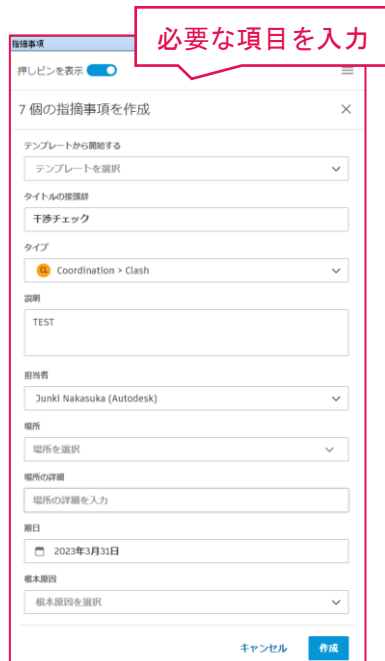 必要な項目を入力
指摘事項
押しピンを表示
7 個の指摘事項を作成
テンプレートから開始する
テンプレートを選択
タイトルの接頭辞
干渉チェック
タイプ
CL Coordination > Clash
説明
TEST
担当者
Junki Nakasuka (Autodesk)
場所
場所を選択
場所の詳細
場所の詳細を入力
期日
2023年3月31日
根本原因
根本原因を選択
キャンセル 作成